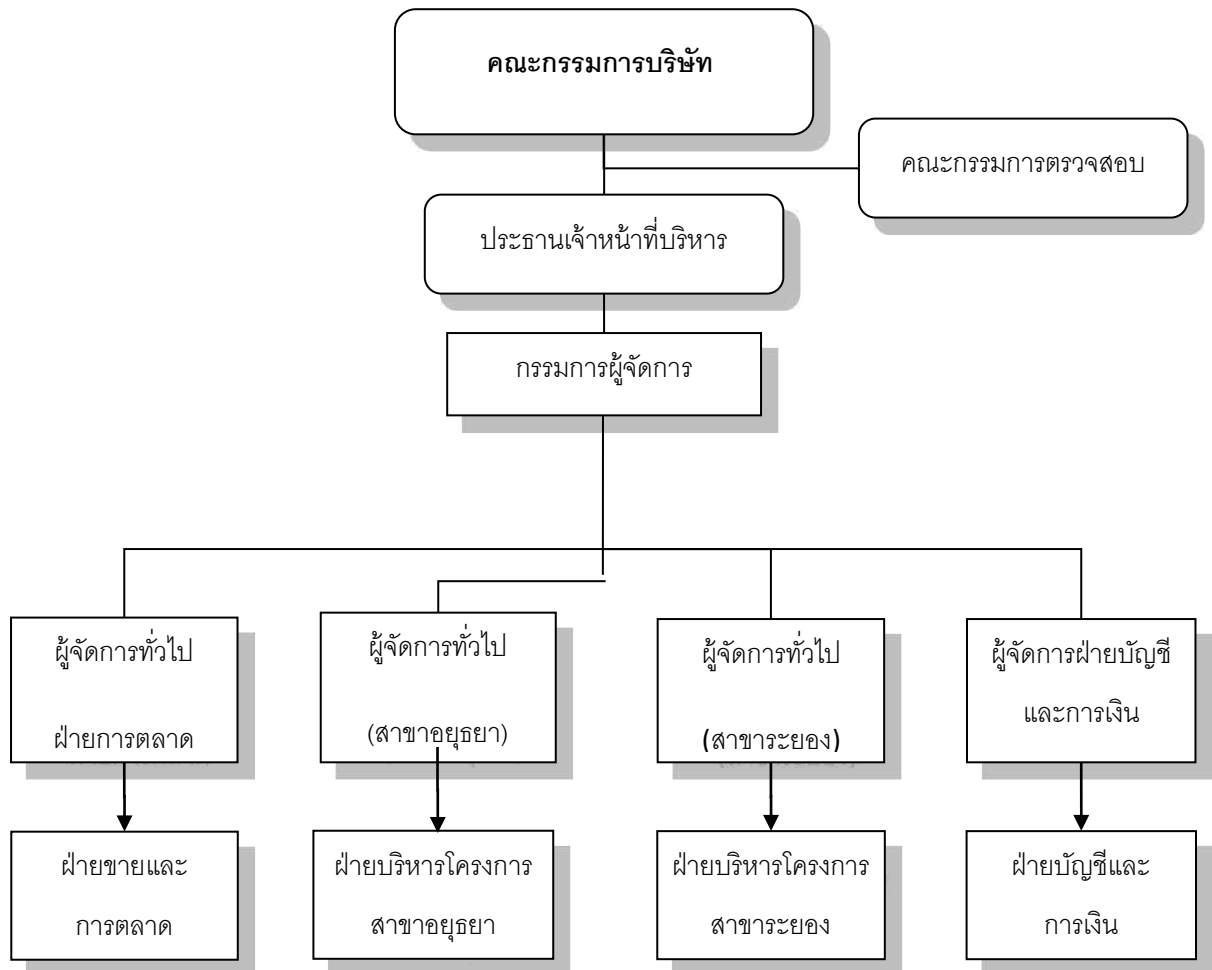 คณะกรรมการบริษัท
คณะกรรมการตรวจสอบ
ประธานเจ้าหน้าที่บริหาร
กรรมการผู้จัดการ
ผู้จัดการทั่วไป
ฝ่ายการตลาด
ผู้จัดการทั่วไป
(สาขาอยุธยา)
ผู้จัดการทั่วไป
(สาขาระยอง)
ผู้จัดการฝ่ายบัญชี
และการเงิน
ฝ่ายขายและ
การตลาด
ฝ่ายบริหารโครงการ
สาขาอยุธยา
ฝ่ายบริหารโครงการ
สาขาระยอง
ฝ่ายบัญชีและ
การเงิน